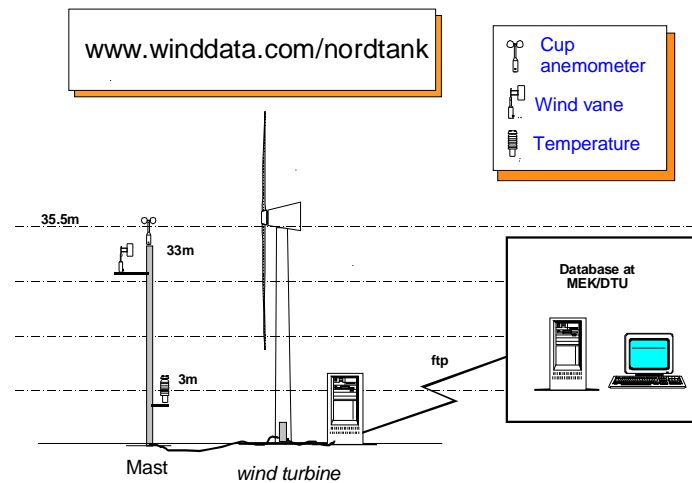 www.winddata.com/nordtank
Cup
anemometer
Wind vane
Temperature
35.5m
33m
Database at
MEK/DTU
ftp
3m
Mast
wind turbine